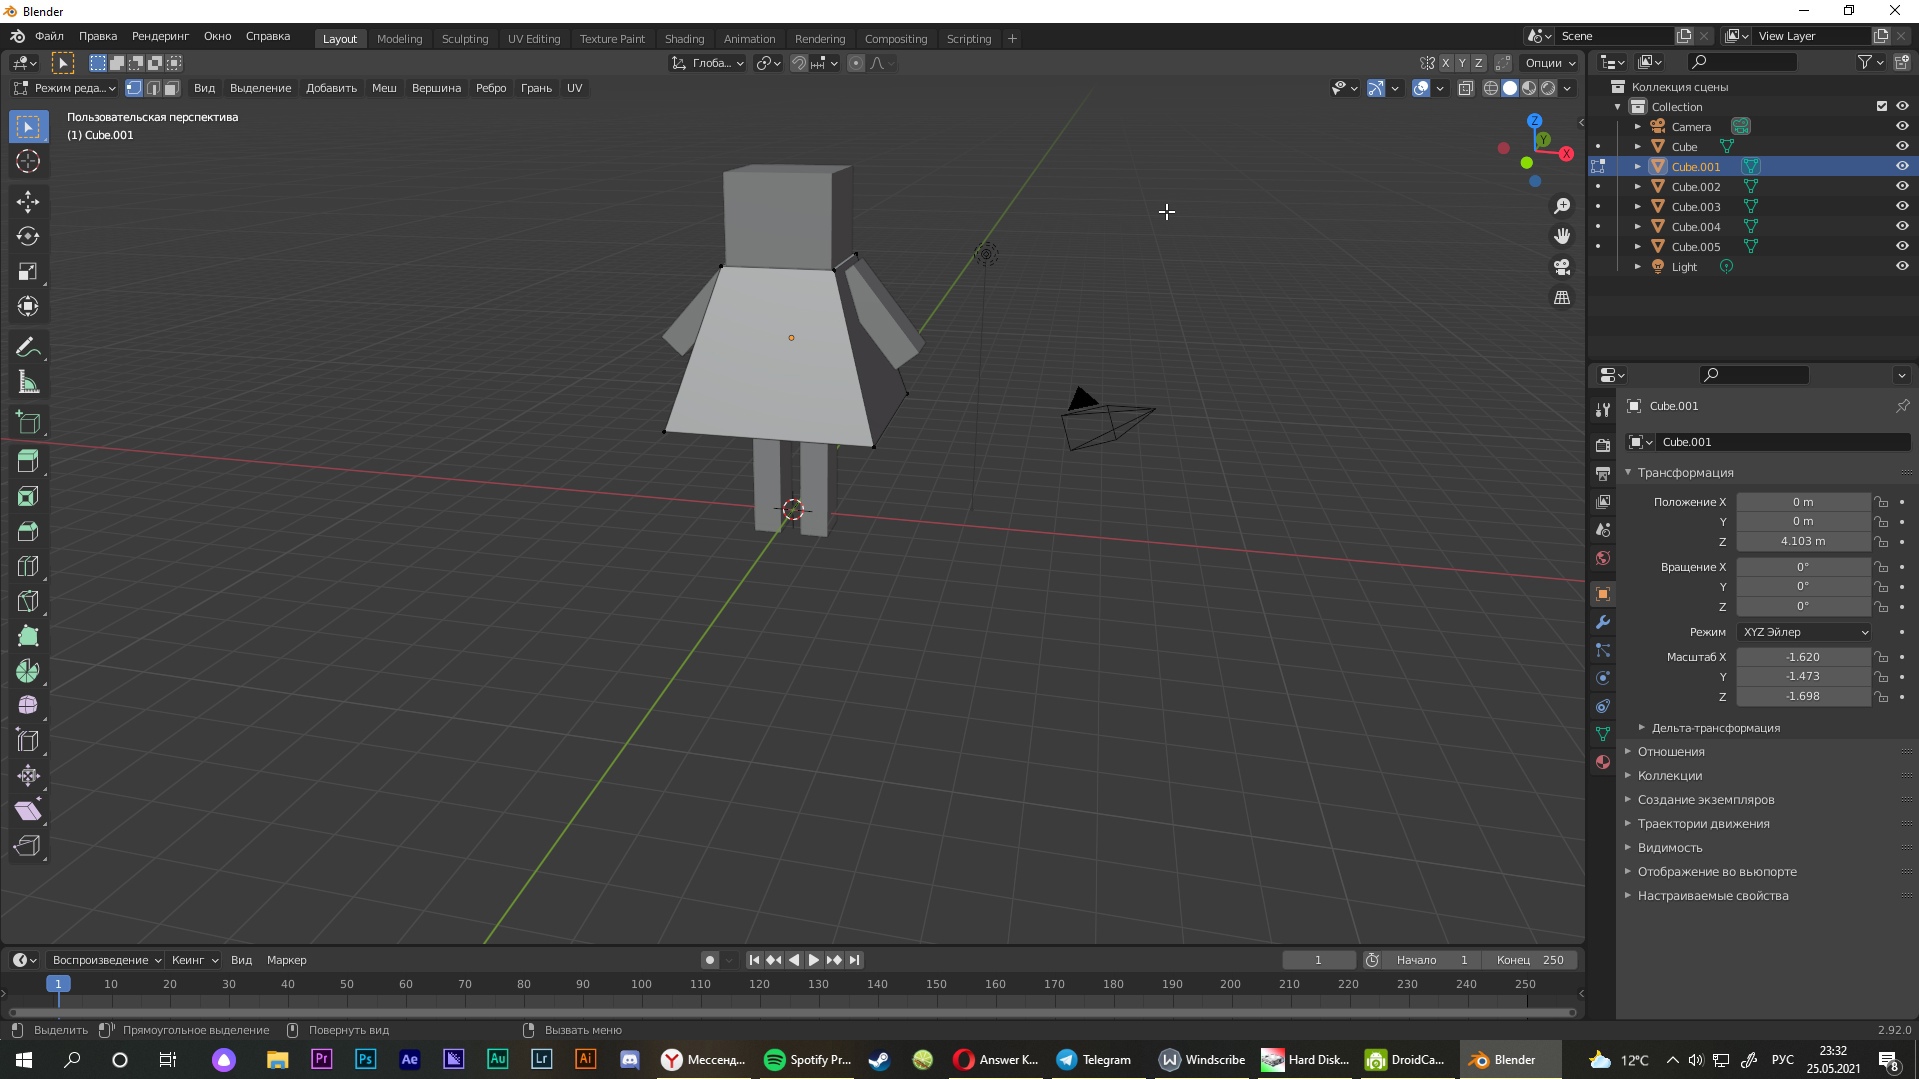 Blender
Файл Правка Рендеринг Окно Справка
Layout Modeling Sculpting UV Editing Texture Paint Shading Animation Rendering Compositing Scripting +
Scene View Layer
Глоба... X Y Z Опции
Режим реда... Вид Выделение Добавить Меш Вершина Ребро Грань UV
Пользовательская перспектива
(1) Cube.001
Z
Y
X
Коллекция сцены
Collection
Camera
Cube
Cube.001
Cube.002
Cube.003
Cube.004
Cube.005
Light
Cube.001
Cube.001
Трансформация
Положение X 0 m
Y 0 m
Z 4.103 m
Вращение X 0°
Y 0°
Z 0°
Режим XYZ Эйлер
Масштаб X -1.620
Y -1.473
Z -1.698
Дельта-трансформация
Отношения
Коллекции
Создание экземпляров
Траектории движения
Видимость
Отображение во вьюпорте
Настраиваемые свойства
Воспроизведение Кеинг Вид Маркер 1 Начало 1 Конец 250
1 10 20 30 40 50 60 70 80 90 100 110 120 130 140 150 160 170 180 190 200 210 220 230 240 250
Выделить Прямоугольное выделение Повернуть вид Вызвать меню 2.92.0
Pr Ps Ae Au Lr Ai Мессенд... Spotify Pr... Answer K... Telegram Windscribe Hard Disk... DroidCa... Blender 12°C РУС 23:32
25.05.2021 8